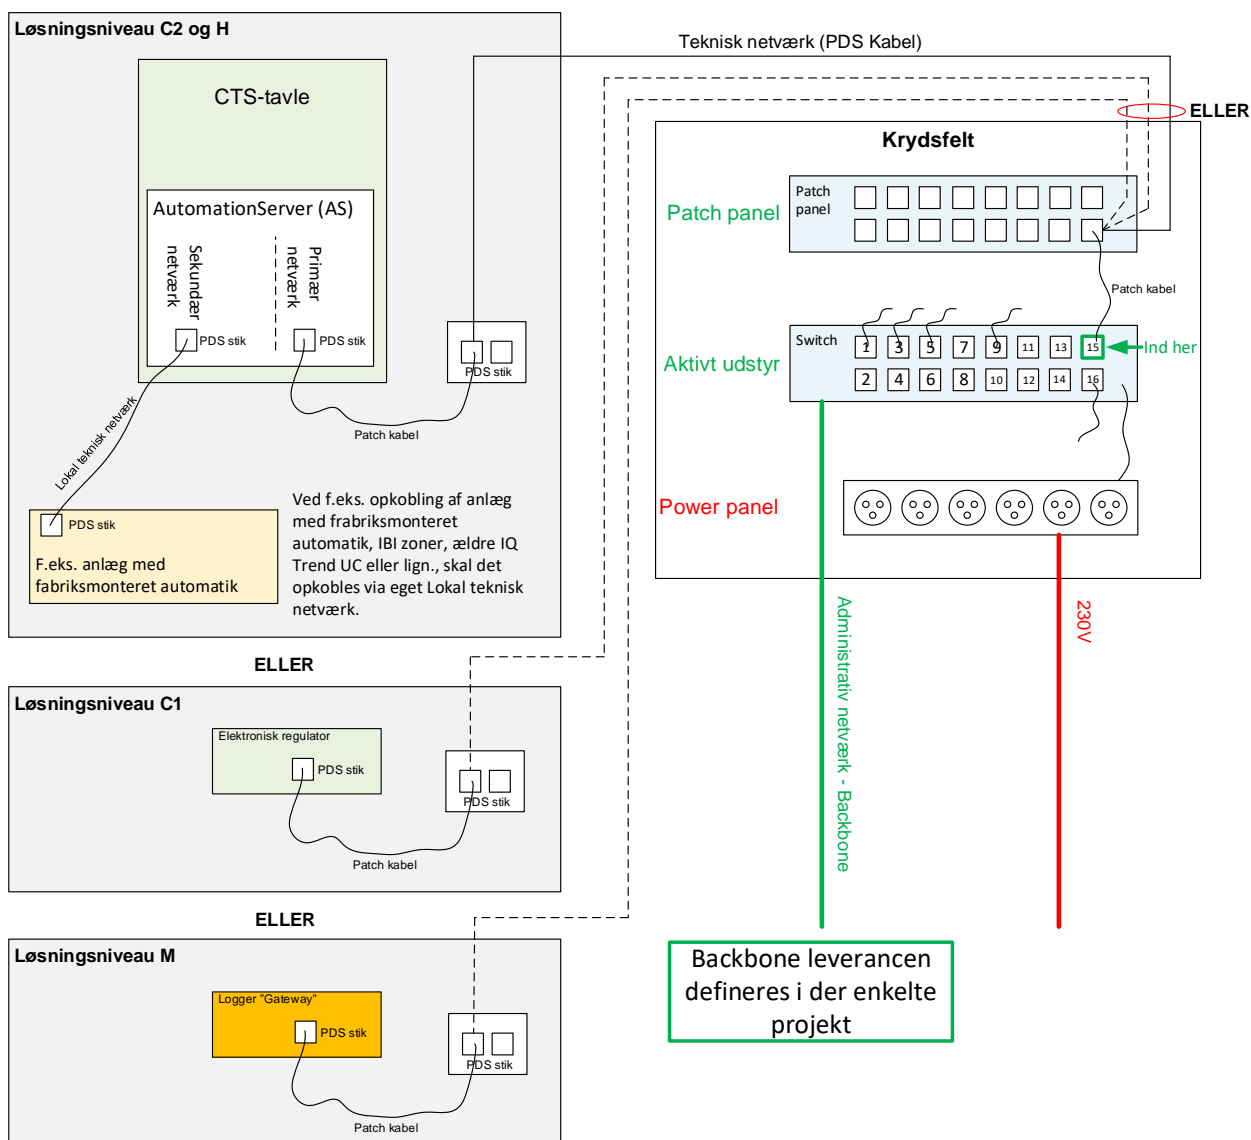 Løsningsniveau C2 og H
CTS-tavle
AutomationServer (AS)
Sekundær
netværk
Primær
netværk
PDS stik
PDS stik
PDS stik
Patch kabel
Lokal teknisk netværk
PDS stik
F.eks. anlæg med
fabriksmonteret automatik
Ved f.eks. opkobling af anlæg
med frabriksmonteret
automatik, IBI zoner, ældre IQ
Trend UC eller lign., skal det
opkobles via eget Lokal teknisk
netværk.
ELLER
Løsningsniveau C1
Elektronisk regulator
PDS stik
PDS stik
Patch kabel
ELLER
Løsningsniveau M
Logger "Gateway"
PDS stik
PDS stik
Patch kabel
Teknisk netværk (PDS Kabel)
ELLER
Krydsfelt
Patch panel
Patch
panel
Patch kabel
Aktivt udstyr
Switch
1 3 5 7 9 11 13 15
2 4 6 8 10 12 14 16
Ind her
Power panel
Administrativ netværk - Backbone
230V
Backbone leverancen
defineres i der enkelte
projekt